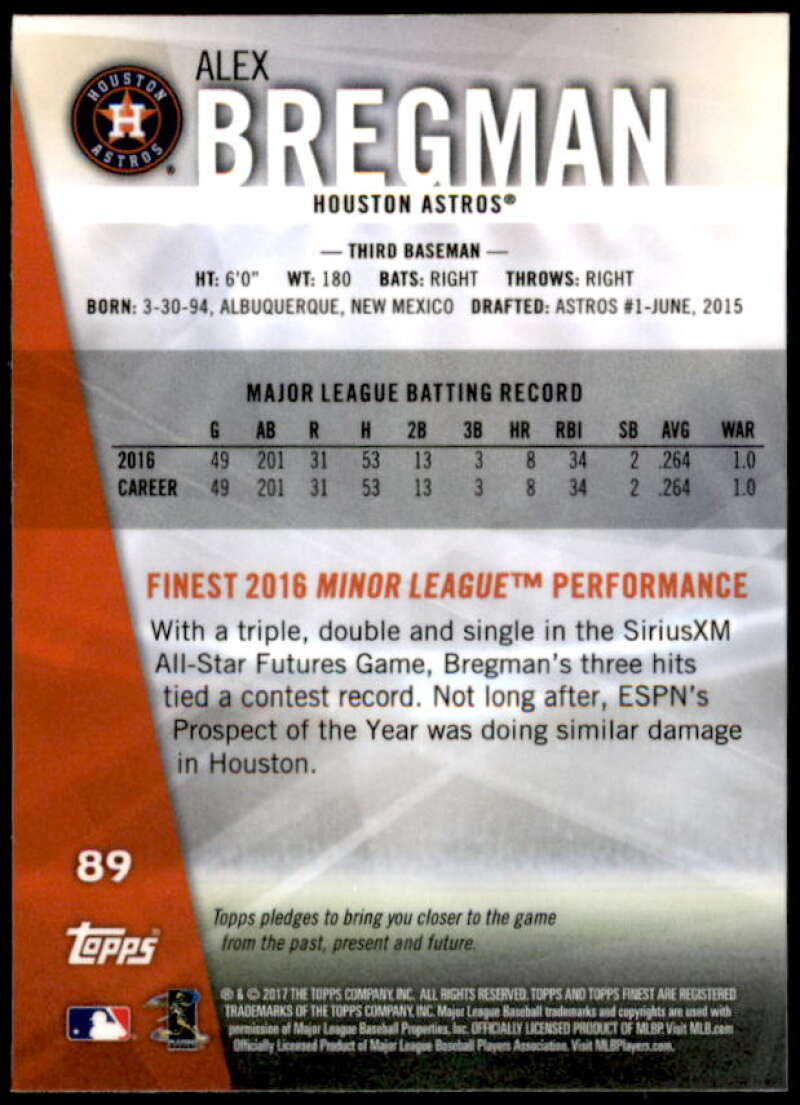 HOUSTON
H
ASTROS
ALEX
BREGMAN
HOUSTON ASTROS®
— THIRD BASEMAN —
HT: 6'0" WT: 180 BATS: RIGHT THROWS: RIGHT
BORN: 3-30-94, ALBUQUERQUE, NEW MEXICO DRAFTED: ASTROS #1-JUNE, 2015
MAJOR LEAGUE BATTING RECORD
G AB R H 2B 3B HR RBI SB AVG WAR
2016 49 201 31 53 13 3 8 34 2 .264 1.0
CAREER 49 201 31 53 13 3 8 34 2 .264 1.0
FINEST 2016 MINOR LEAGUE™ PERFORMANCE
With a triple, double and single in the SiriusXM
All-Star Futures Game, Bregman's three hits
tied a contest record. Not long after, ESPN's
Prospect of the Year was doing similar damage
in Houston.
89
Topps pledges to bring you closer to the game
from the past, present and future.
Topps®
® & © 2017 THE TOPPS COMPANY, INC. ALL RIGHTS RESERVED. TOPPS AND TOPPS FINEST ARE REGISTERED
TRADEMARKS OF THE TOPPS COMPANY, INC. Major League Baseball trademarks and copyrights are used with
permission of Major League Baseball Properties, Inc. OFFICIALLY LICENSED PRODUCT OF MLBP. Visit MLB.com
Officially Licensed Product of Major League Baseball Players Association. Visit MLBPlayers.com.